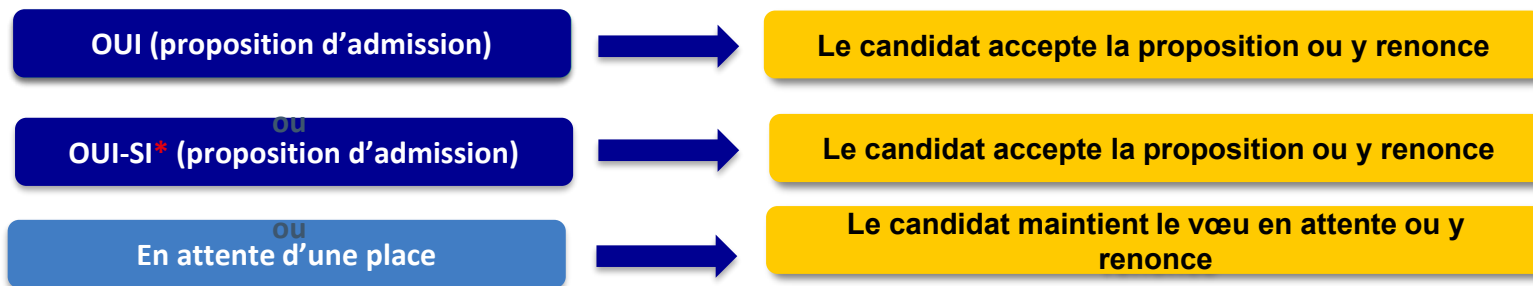 OUI (proposition d’admission)
Le candidat accepte la proposition ou y renonce
ou
OUI-SI* (proposition d’admission)
Le candidat accepte la proposition ou y renonce
ou
En attente d’une place
Le candidat maintient le vœu en attente ou y
renonce